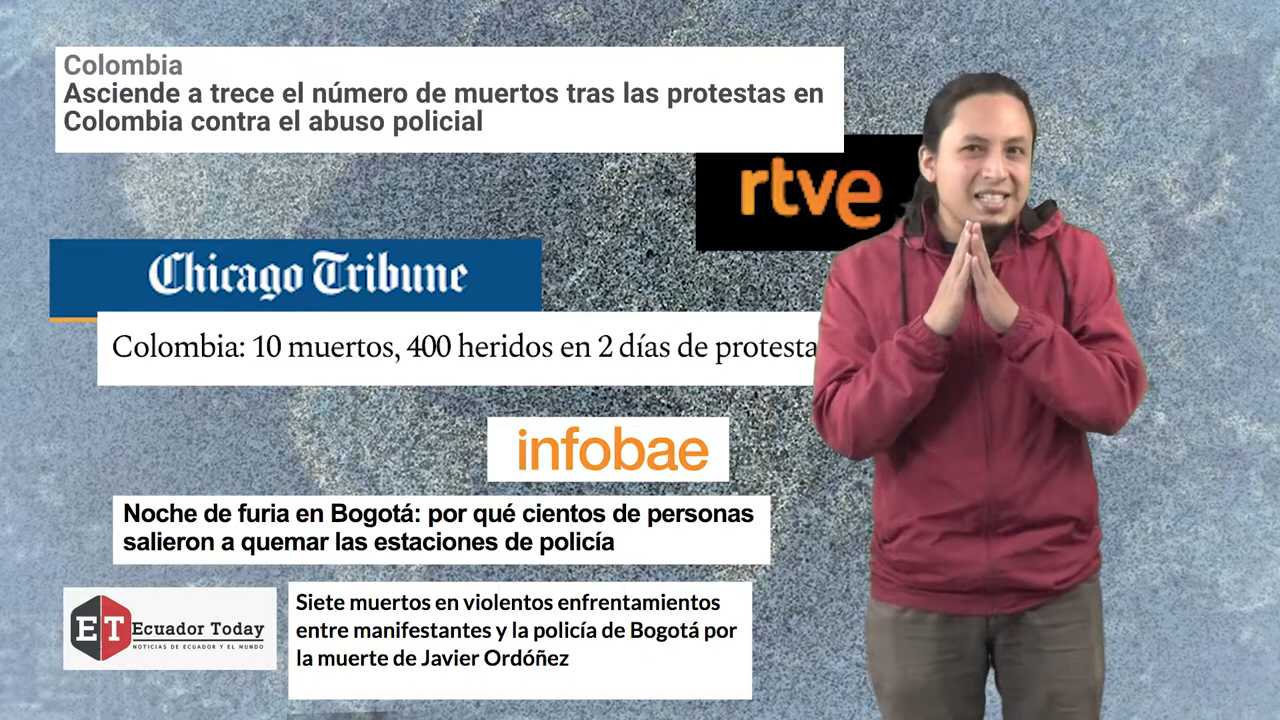 Colombia
Asciende a trece el número de muertos tras las protestas en
Colombia contra el abuso policial
rtve
Chicago Tribune
Colombia: 10 muertos, 400 heridos en 2 días de protesta
infobae
Noche de furia en Bogotá: por qué cientos de personas
salieron a quemar las estaciones de policía
ET Ecuador Today
NOTICIAS DE ECUADOR Y EL MUNDO
Siete muertos en violentos enfrentamientos
entre manifestantes y la policía de Bogotá por
la muerte de Javier Ordóñez